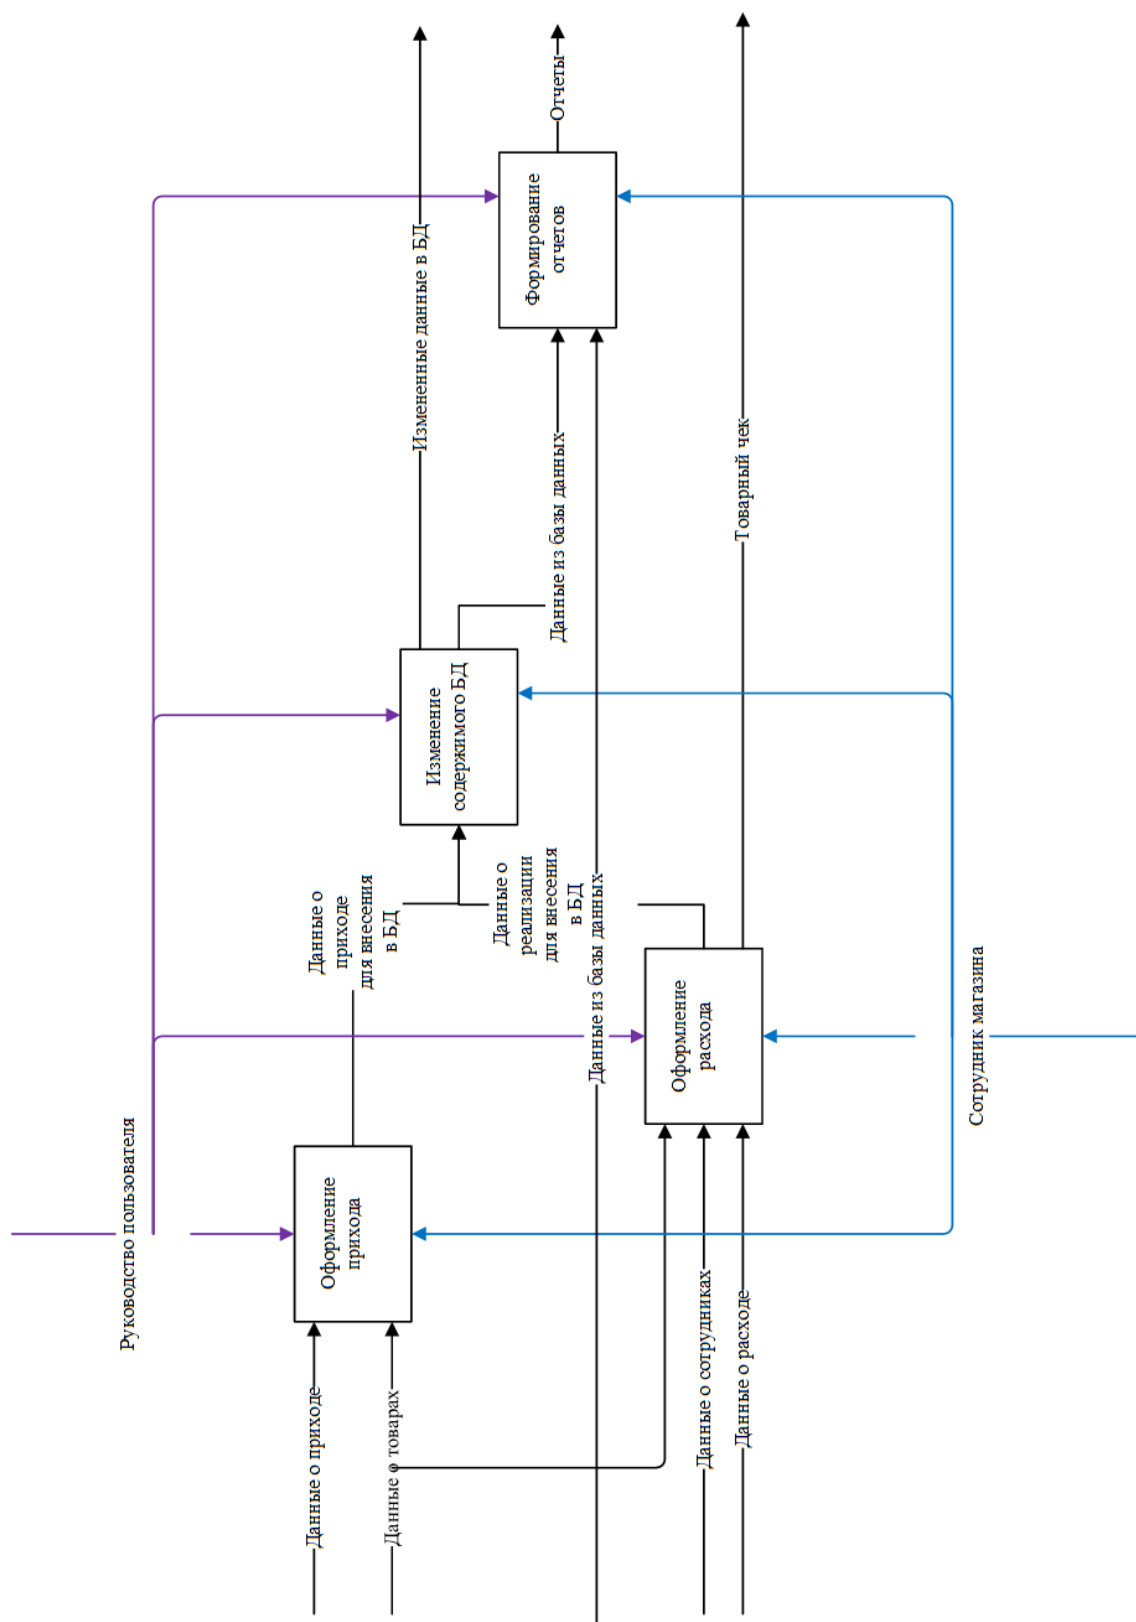 Руководство пользователя
Данные о приходе
Данные о товарах
Оформление
прихода
Данные о
приходе
для внесения
в БД
Данные о сотрудниках
Данные о расходе
Оформление
расхода
Данные о
реализации
для внесения
в БД
Данные из базы данных
Изменение
содержимого БД
Измененные данные в БД
Данные из базы данных
Формирование
отчетов
Отчеты
Товарный чек
Сотрудник магазина